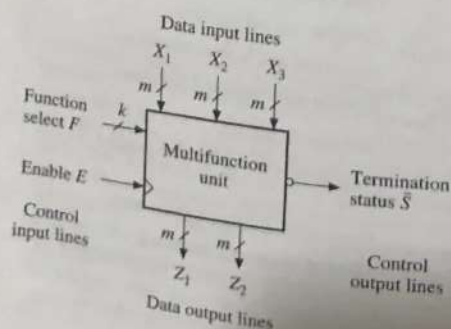 Data input lines
X₁ X₂ X₃
m m m
Function
select F
k
Multifunction
unit
Enable E
Termination
status S̄
Control
input lines
m m
Z₁ Z₂
Control
output lines
Data output lines